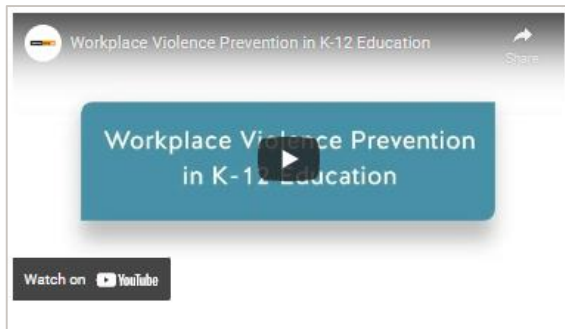 Workplace Violence Prevention in K-12 Education
Share
Workplace Violence Prevention
in K-12 Education
Watch on YouTube